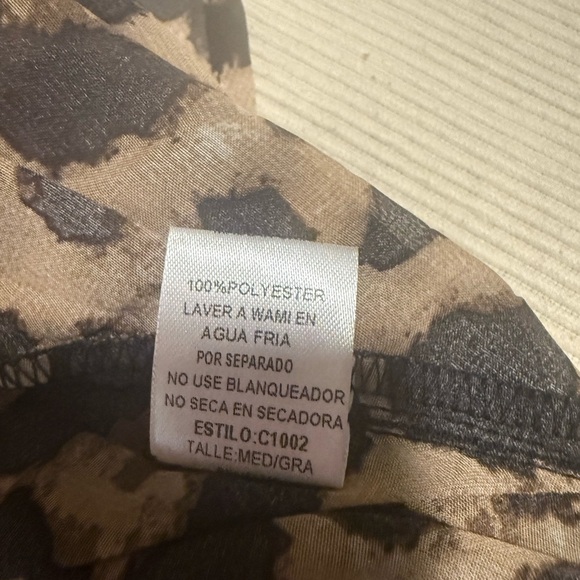 100%POLYESTER
LAVER A WAMI EN
AGUA FRIA
POR SEPARADO
NO USE BLANQUEADOR
NO SECA EN SECADORA
ESTILO:C1002
TALLE:MED/GRA